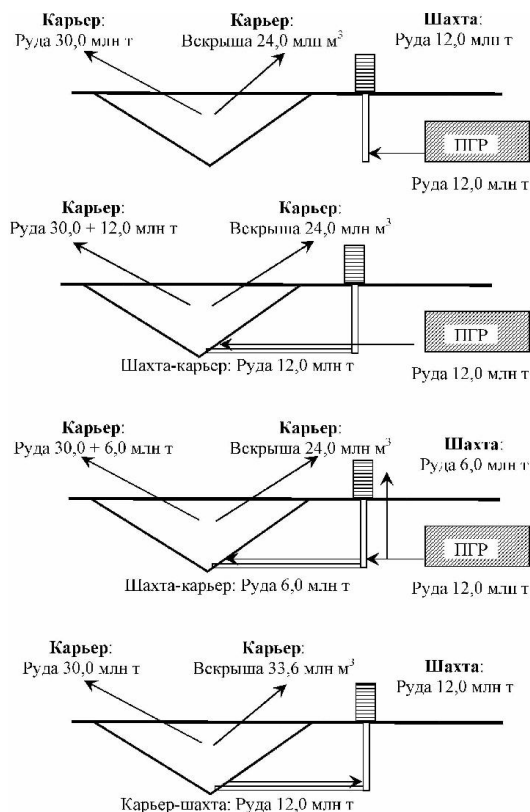 Карьер: Карьер: Шахта:
Руда 30,0 млн т Вскрыша 24,0 млн м³ Руда 12,0 млн т
ПГР
Руда 12,0 млн т
Карьер: Карьер:
Руда 30,0 + 12,0 млн т Вскрыша 24,0 млн м³
ПГР
Шахта-карьер: Руда 12,0 млн т Руда 12,0 млн т
Карьер: Карьер: Шахта:
Руда 30,0 + 6,0 млн т Вскрыша 24,0 млн м³ Руда 6,0 млн т
ПГР
Шахта-карьер: Руда 6,0 млн т Руда 12,0 млн т
Карьер: Карьер: Шахта:
Руда 30,0 млн т Вскрыша 33,6 млн м³ Руда 12,0 млн т
Карьер-шахта: Руда 12,0 млн т